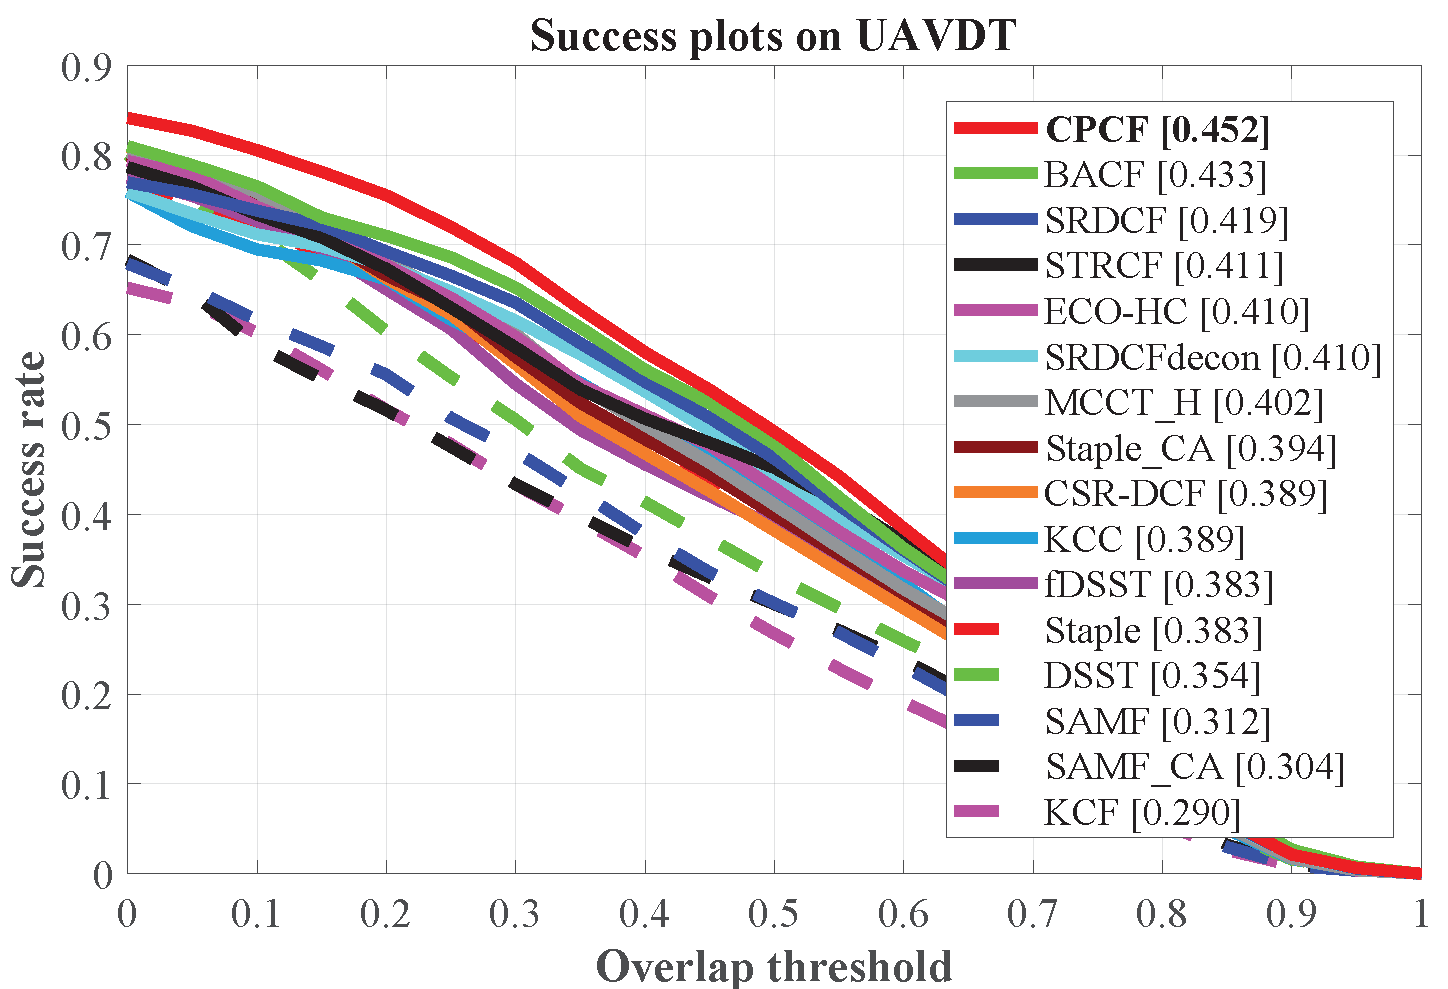 Success plots on UAVDT
0.9
0.8
0.7
0.6
0.5
0.4
0.3
0.2
0.1
0
Success rate
CPCF [0.452]
BACF [0.433]
SRDCF [0.419]
STRCF [0.411]
ECO-HC [0.410]
SRDCFdecon [0.410]
MCCT_H [0.402]
Staple_CA [0.394]
CSR-DCF [0.389]
KCC [0.389]
fDSST [0.383]
Staple [0.383]
DSST [0.354]
SAMF [0.312]
SAMF_CA [0.304]
KCF [0.290]
0 0.1 0.2 0.3 0.4 0.5 0.6 0.7 0.8 0.9 1
Overlap threshold